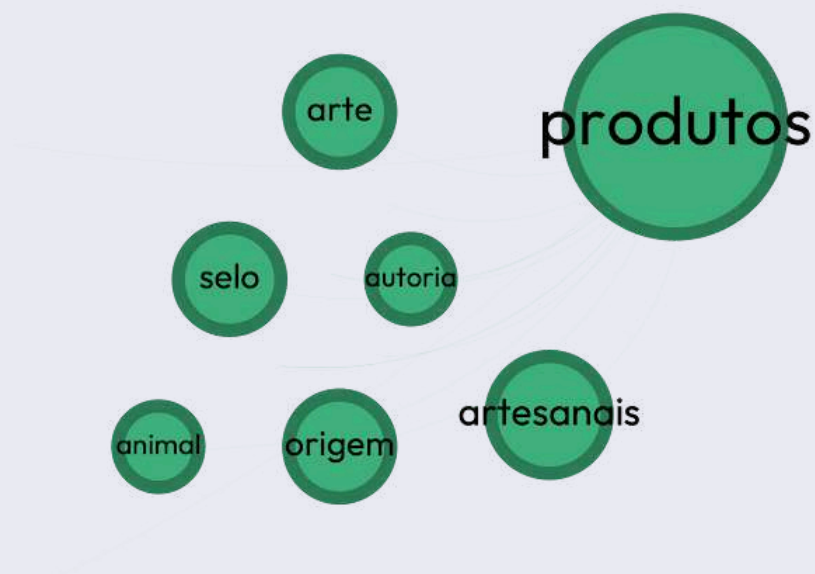 arte
produtos
selo
autoria
artesanais
animal
origem